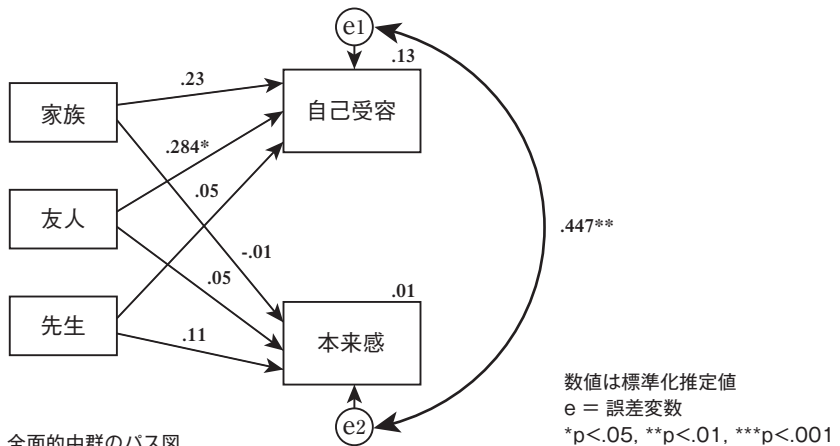 e1
.13
家族
.23
自己受容
.284*
.05
友人
-.01
.447**
.05
.01
先生
.11
本来感
数値は標準化推定値
e = 誤差変数
e2
*p<.05, **p<.01, ***p<.001
全面的中群のパス図